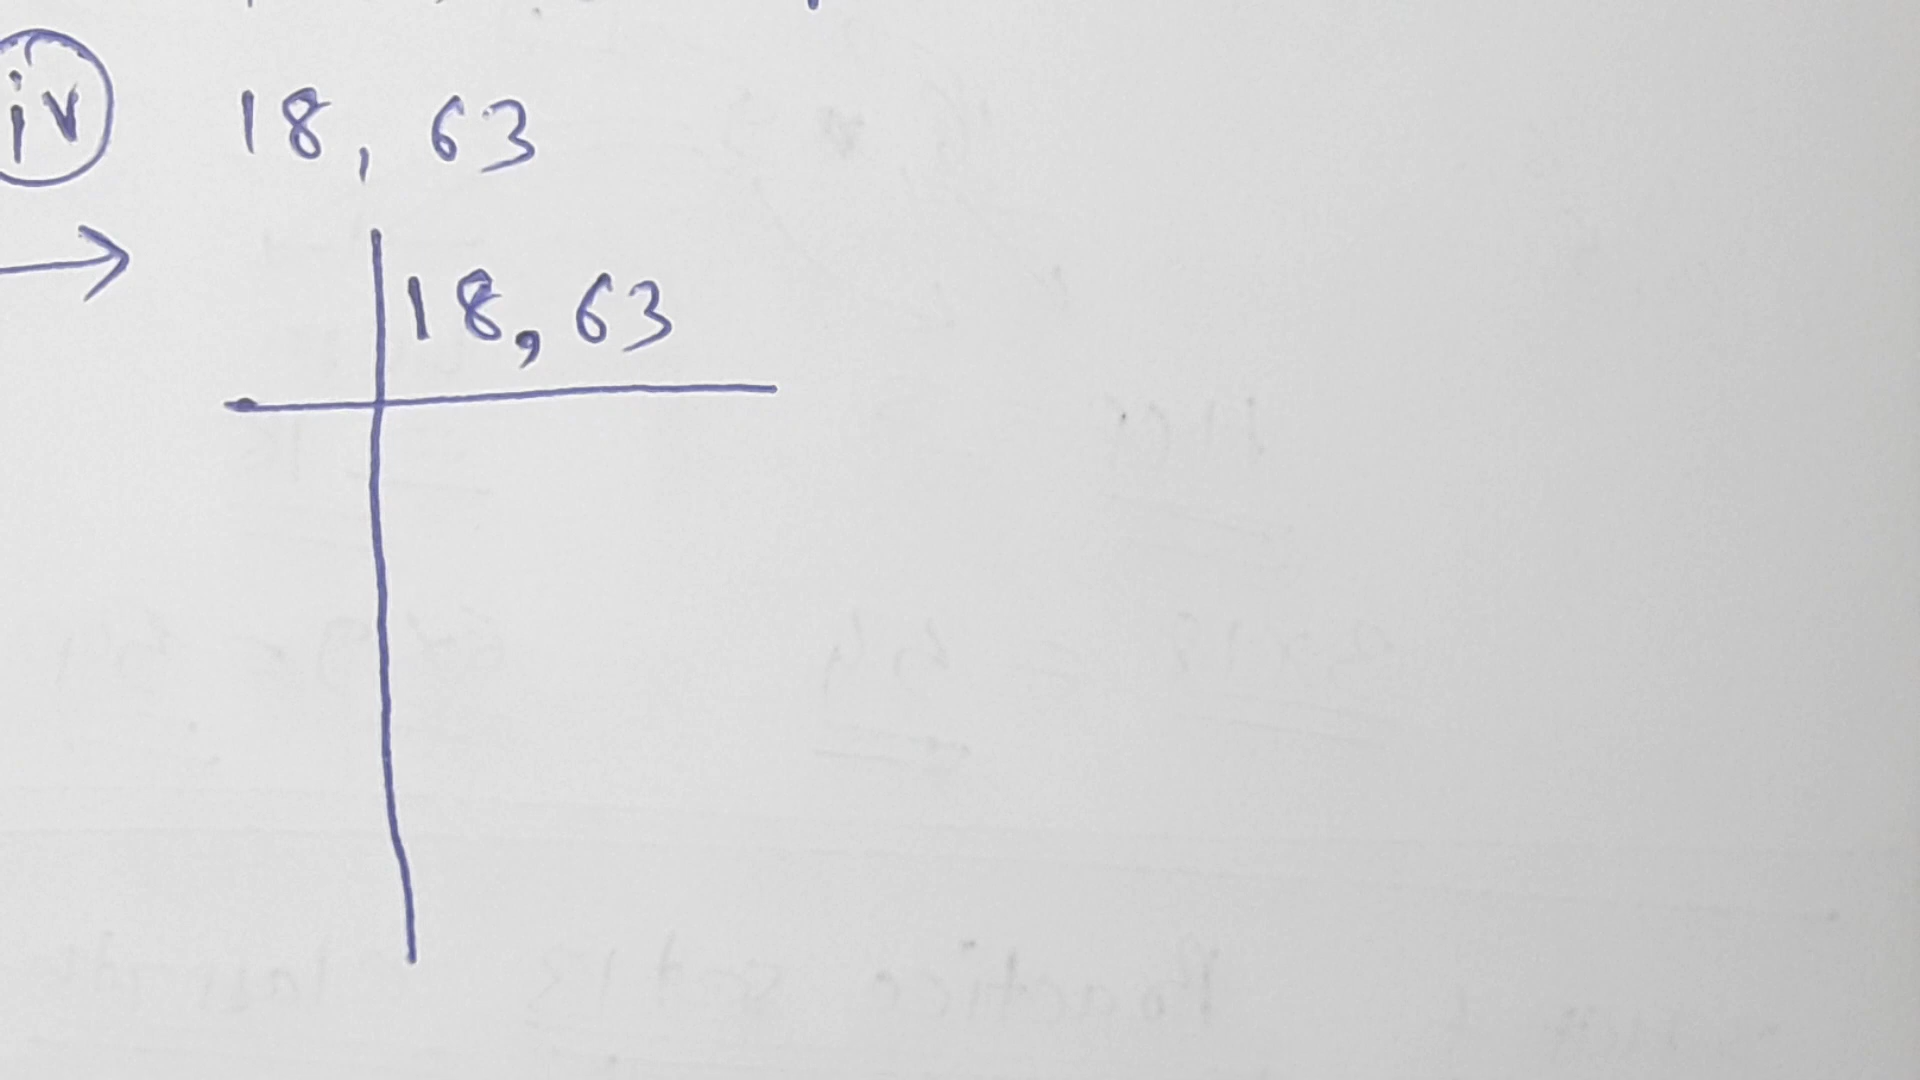 iv 18, 63
→ 18, 63